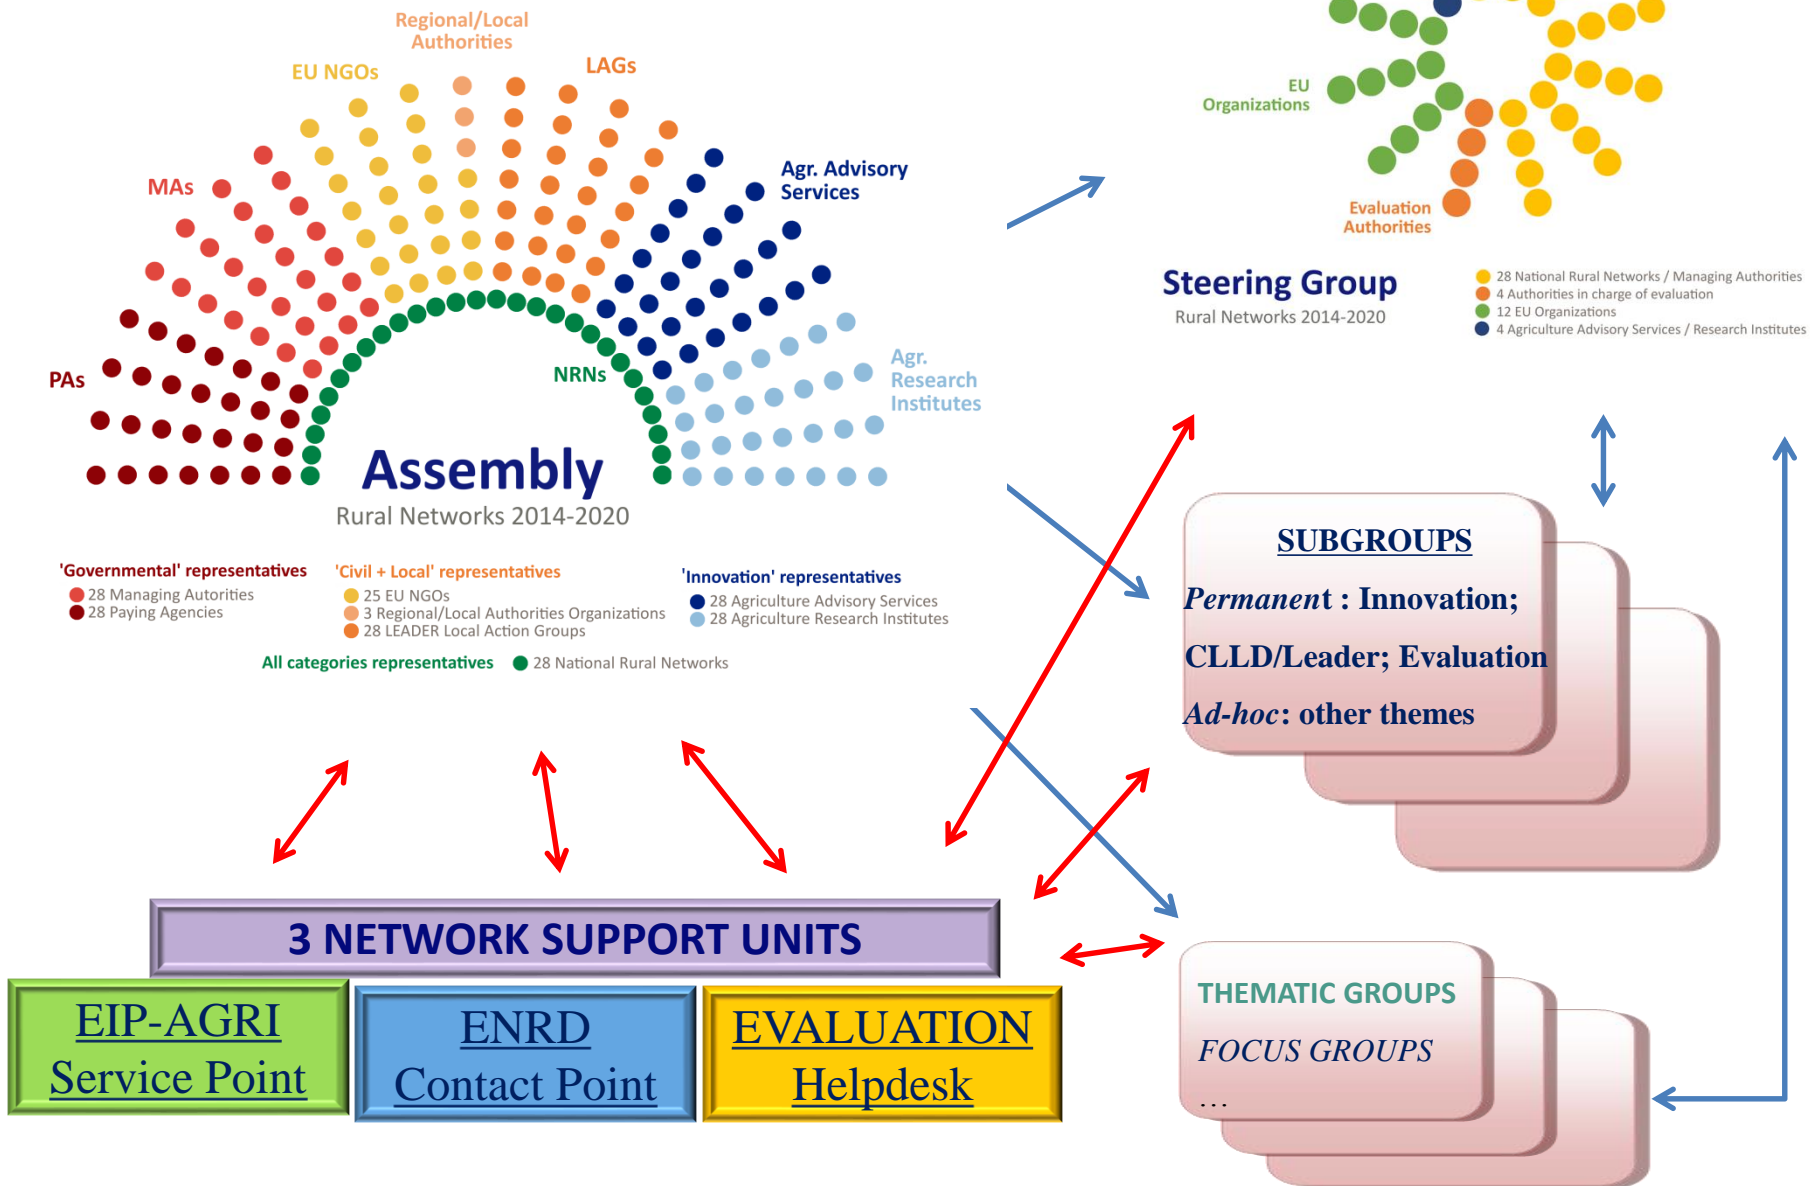 Regional/Local
Authorities
EU NGOs
LAGs
MAs
Agr. Advisory
Services
PAs
NRNs
Agr.
Research
Institutes
Assembly
Rural Networks 2014-2020
'Governmental' representatives
28 Managing Autorities
28 Paying Agencies
'Civil + Local' representatives
25 EU NGOs
3 Regional/Local Authorities Organizations
28 LEADER Local Action Groups
'Innovation' representatives
28 Agriculture Advisory Services
28 Agriculture Research Institutes
All categories representatives
28 National Rural Networks
EU
Organizations
Evaluation
Authorities
Steering Group
Rural Networks 2014-2020
28 National Rural Networks / Managing Authorities
4 Authorities in charge of evaluation
12 EU Organizations
4 Agriculture Advisory Services / Research Institutes
SUBGROUPS
Permanent : Innovation;
CLLD/Leader; Evaluation
Ad-hoc: other themes
3 NETWORK SUPPORT UNITS
EIP-AGRI
Service Point
ENRD
Contact Point
EVALUATION
Helpdesk
THEMATIC GROUPS
FOCUS GROUPS
...